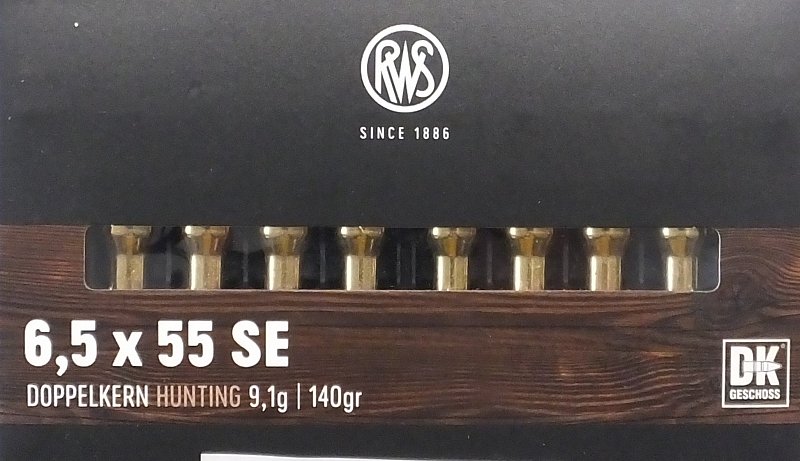 RWS
SINCE 1886
6,5 x 55 SE
DOPPELKERN HUNTING 9,1g | 140gr
DK
GESCHOSS